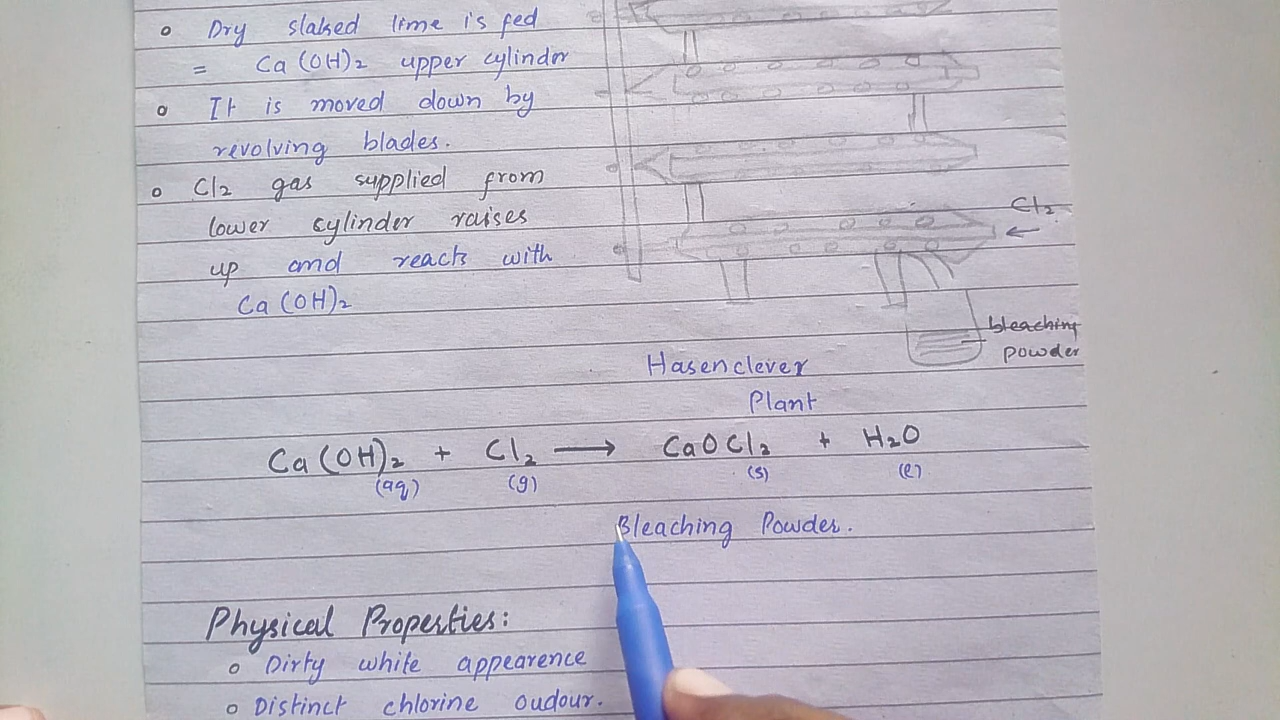 o Dry slaked lime is fed
= Ca(OH)₂ upper cylinder
o It is moved down by
revolving blades.
o Cl₂ gas supplied from
lower cylinder raises
up and reacts with
Ca(OH)₂
Cl₂
←
bleaching
powder
Hasenclever
Plant
Ca(OH)₂ + Cl₂ ⟶ CaOCl₂ + H₂O
(aq) (g) (s) (l)
Bleaching Powder.
Physical Properties:
o Dirty white appearence
o Distinct chlorine oudour.